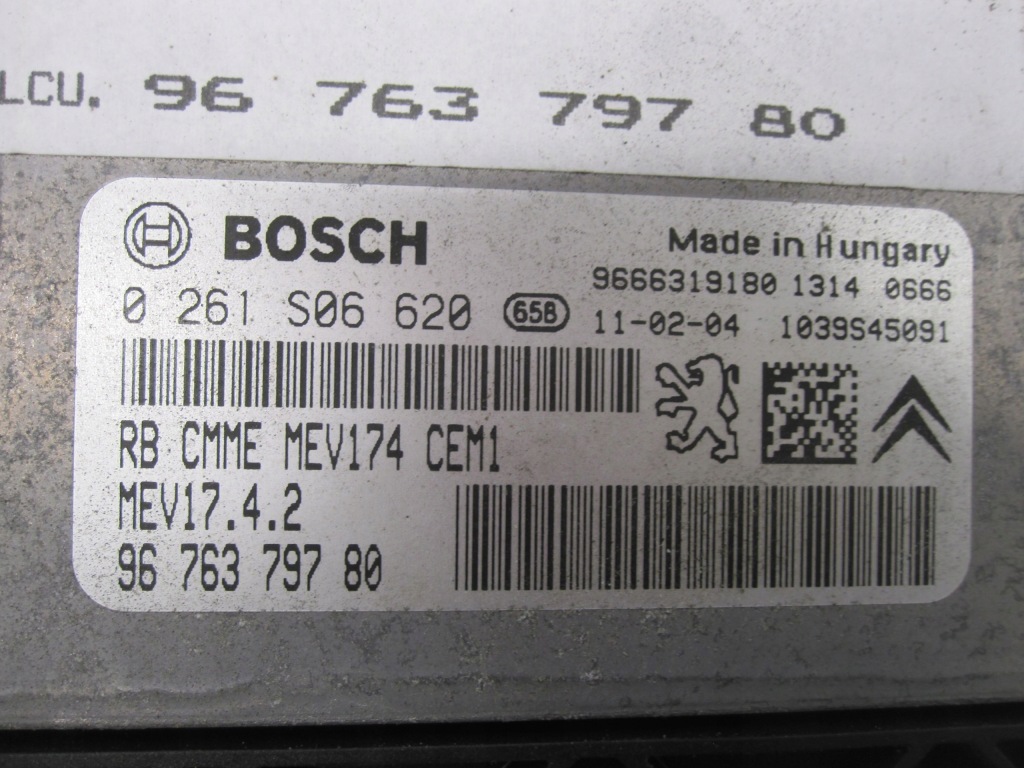 LCU. 96 763 797 80
BOSCH
Made in Hungary
9666319180 1314 0666
0 261 S06 620 65B 11-02-04 1039S45091
RB CMME MEV174 CEM1
MEV17.4.2
96 763 797 80